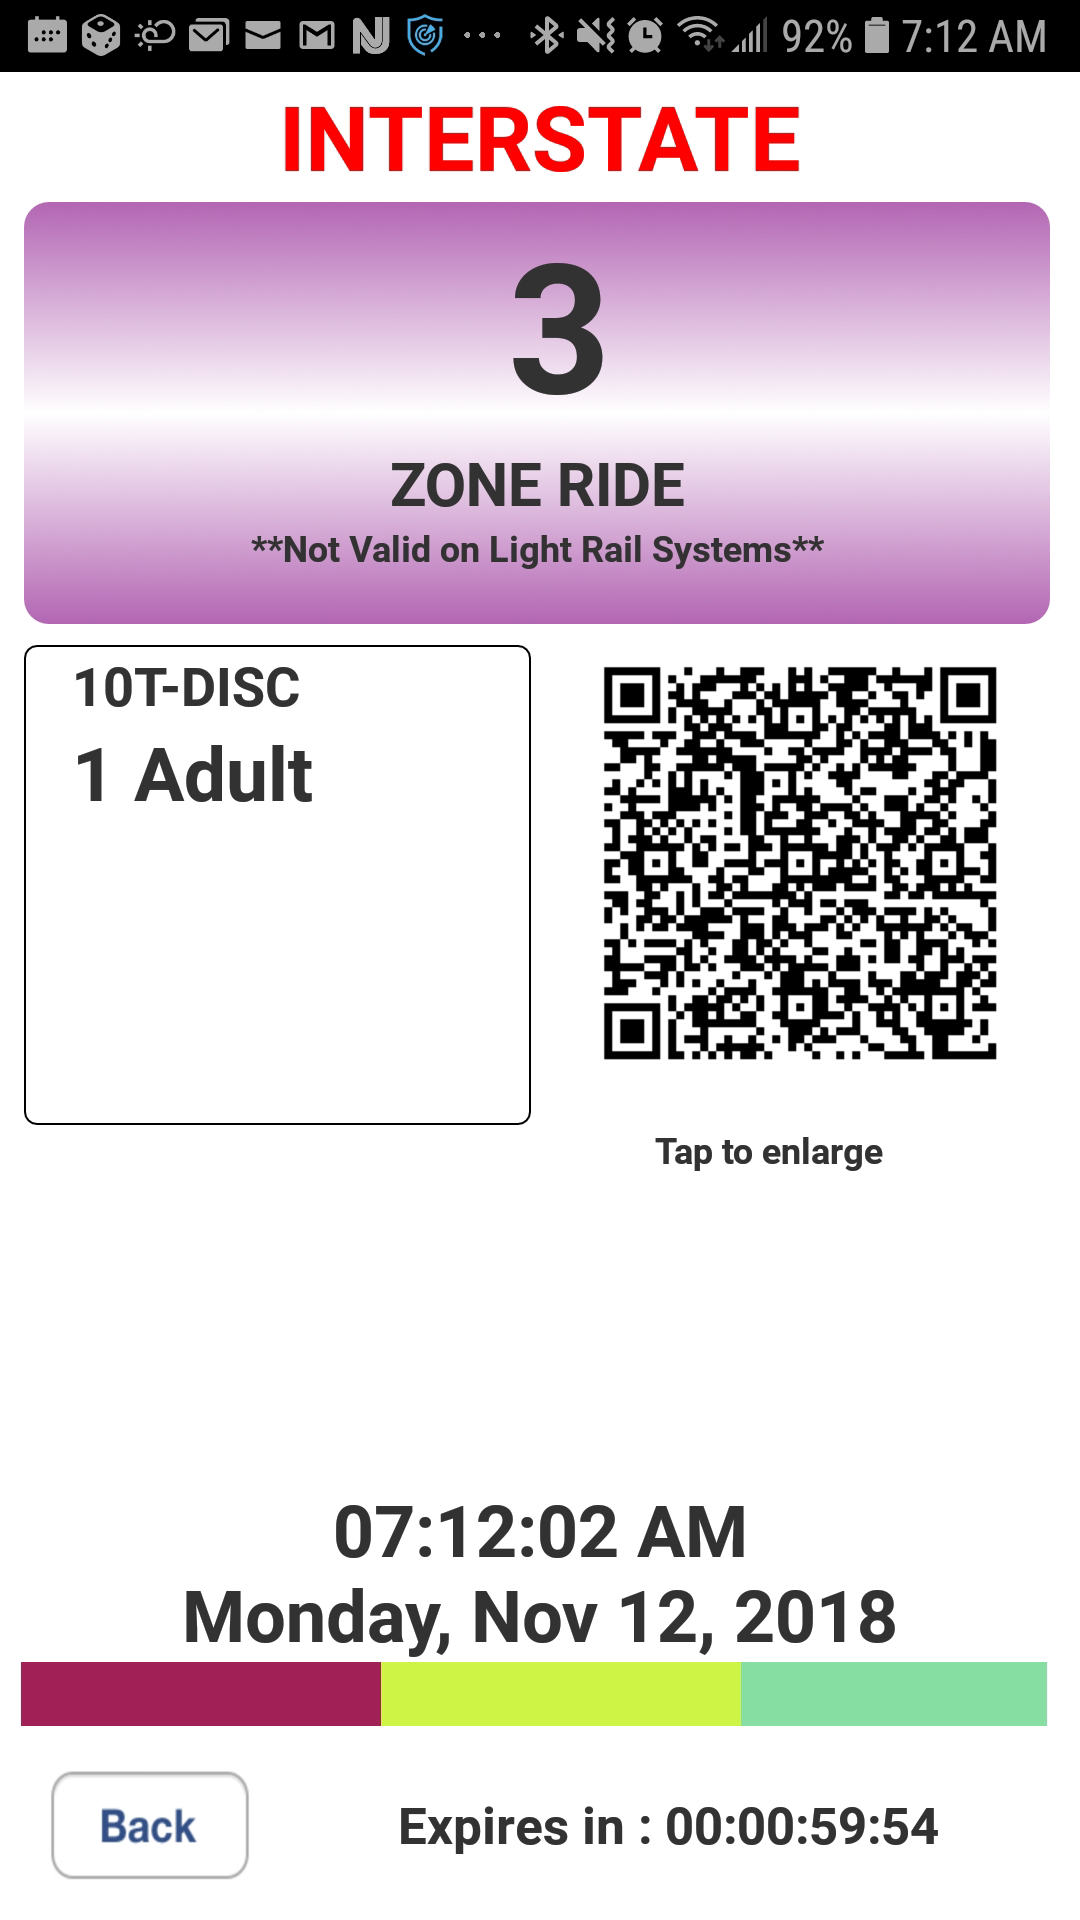 92% 7:12 AM
INTERSTATE
3
ZONE RIDE
**Not Valid on Light Rail Systems**
10T-DISC
1 Adult
Tap to enlarge
07:12:02 AM
Monday, Nov 12, 2018
Back
Expires in : 00:00:59:54